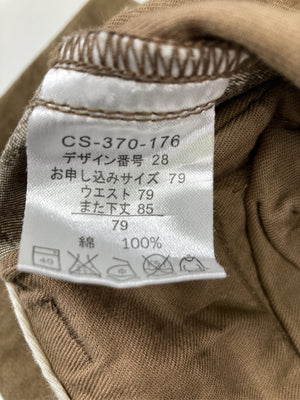 CS-370-176
デザイン番号 28
お申し込みサイズ 79
ウエスト 79
また下丈 85
79
綿 100%
40